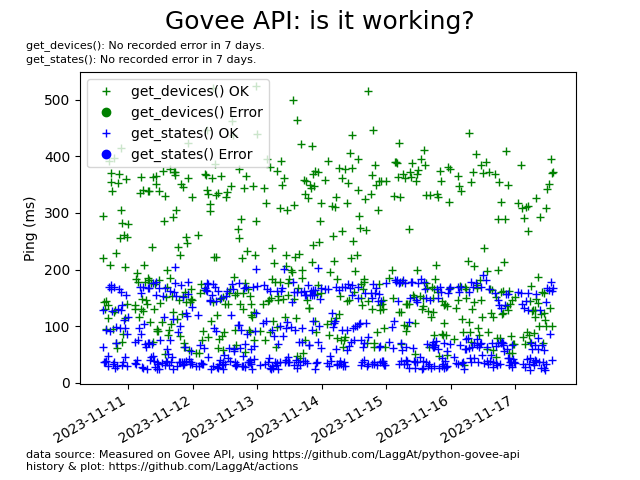 Govee API: is it working?
get_devices(): No recorded error in 7 days.
get_states(): No recorded error in 7 days.
get_devices() OK
get_devices() Error
get_states() OK
get_states() Error
Ping (ms)
500
400
300
200
100
0
2023-11-11
2023-11-12
2023-11-13
2023-11-14
2023-11-15
2023-11-16
2023-11-17
data source: Measured on Govee API, using https://github.com/LaggAt/python-govee-api
history & plot: https://github.com/LaggAt/actions